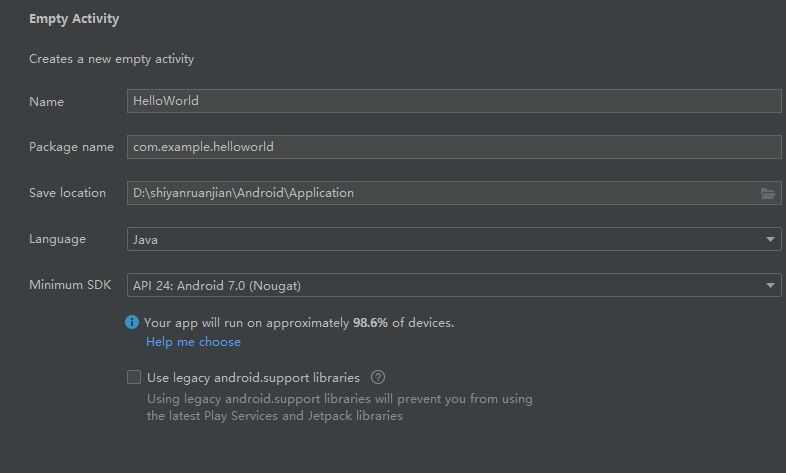 Empty Activity
Creates a new empty activity
Name HelloWorld
Package name com.example.helloworld
Save location D:\shiyanruanjian\Android\Application
Language Java
Minimum SDK API 24: Android 7.0 (Nougat)
Your app will run on approximately 98.6% of devices.
Help me choose
Use legacy android.support libraries
Using legacy android.support libraries will prevent you from using
the latest Play Services and Jetpack libraries